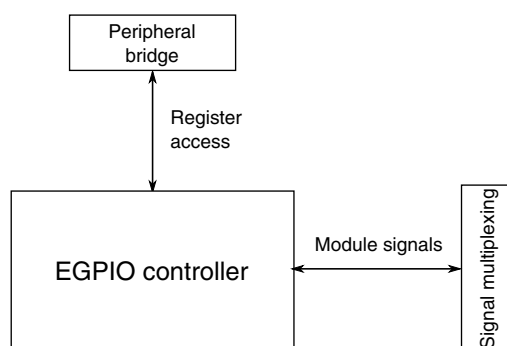 Peripheral
bridge
Register
access
EGPIO controller
Module signals
Signal multiplexing